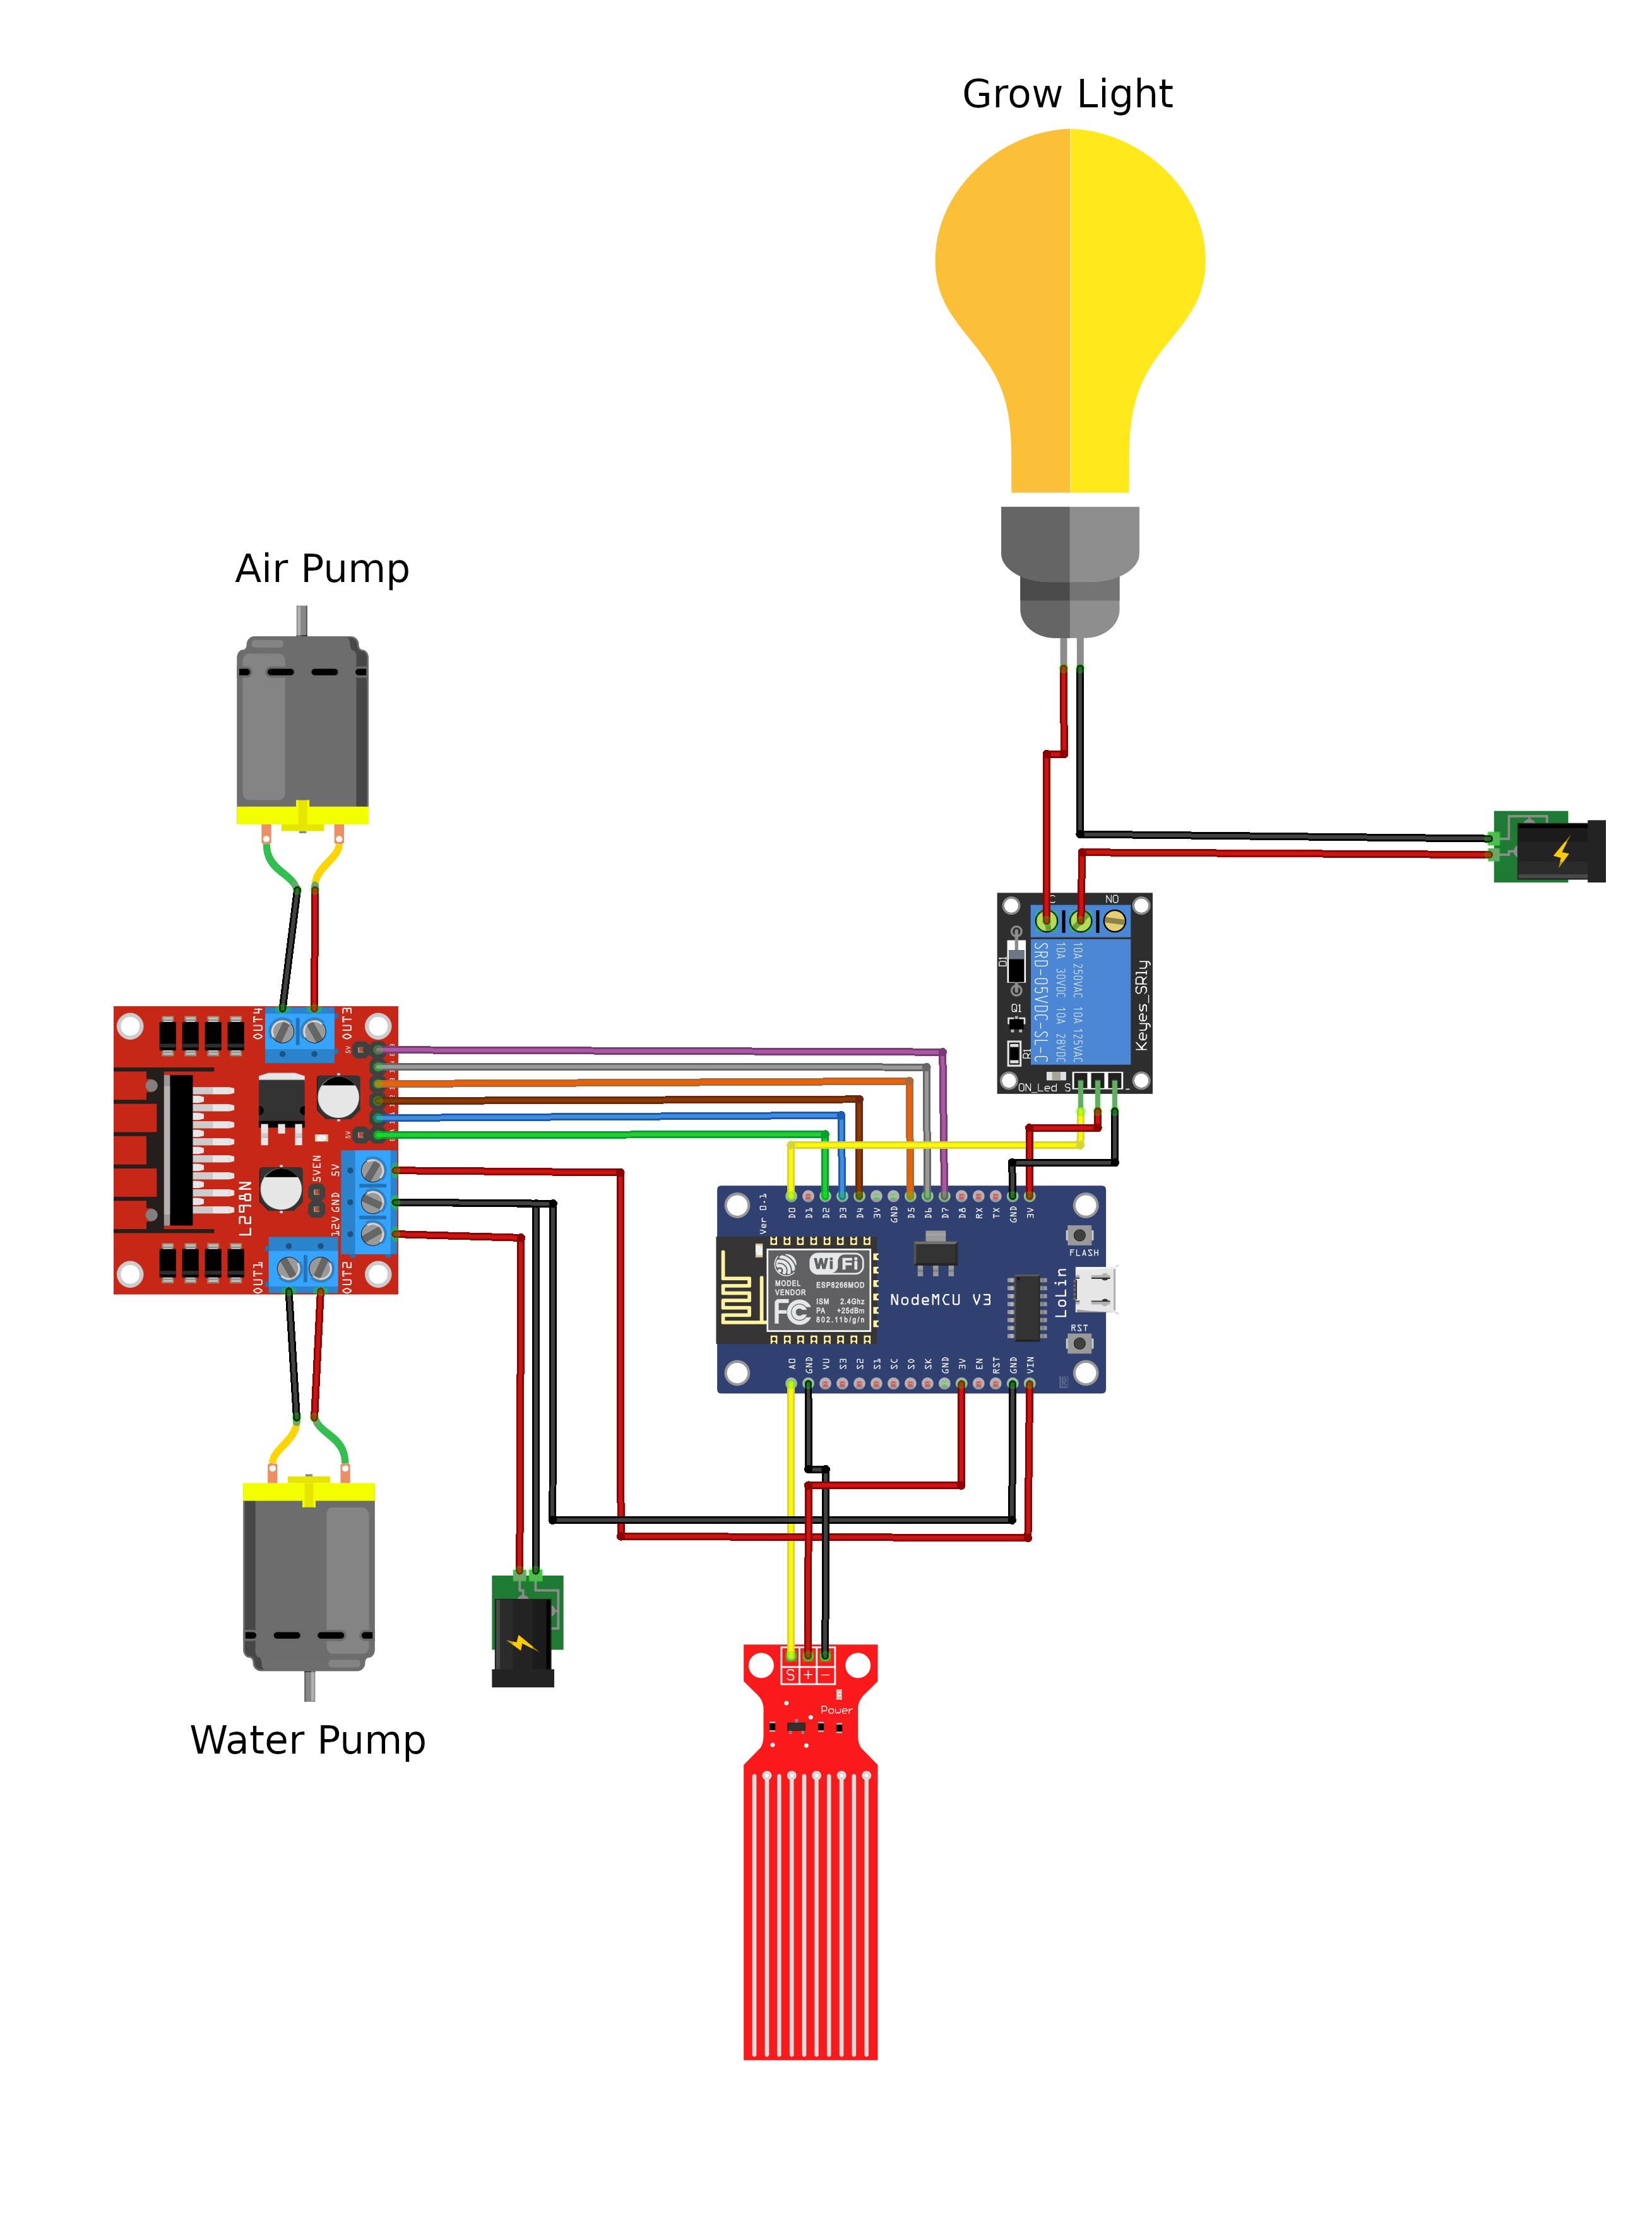 Grow Light
Air Pump
C
NO
SRD-05VDC-SL-C
10A 30VDC 10A 28VDC
10A 250VAC 10A 125VAC
Keyes_SRly
D1
Q1
R1
ON_Led S
-
OUT4
OUT3
5V
5V
L298N
5VEN
5V
GND
12V
OUT1
OUT2
Ver 0.1
D0 D1 D2 D3 D4 3V GND D5 D6 D7 D8 RX TX GND 3V
FLASH
WiFi
MODEL
VENDOR
ESP8266MOD
FC
ISM 2.4Ghz
PA +25dBm
802.11b/g/n
NodeMCU V3
LoLin
RST
A0 GND VU S3 S2 S1 SC S0 SK GND 3V EN RST GND VIN
S + -
Power
Water Pump